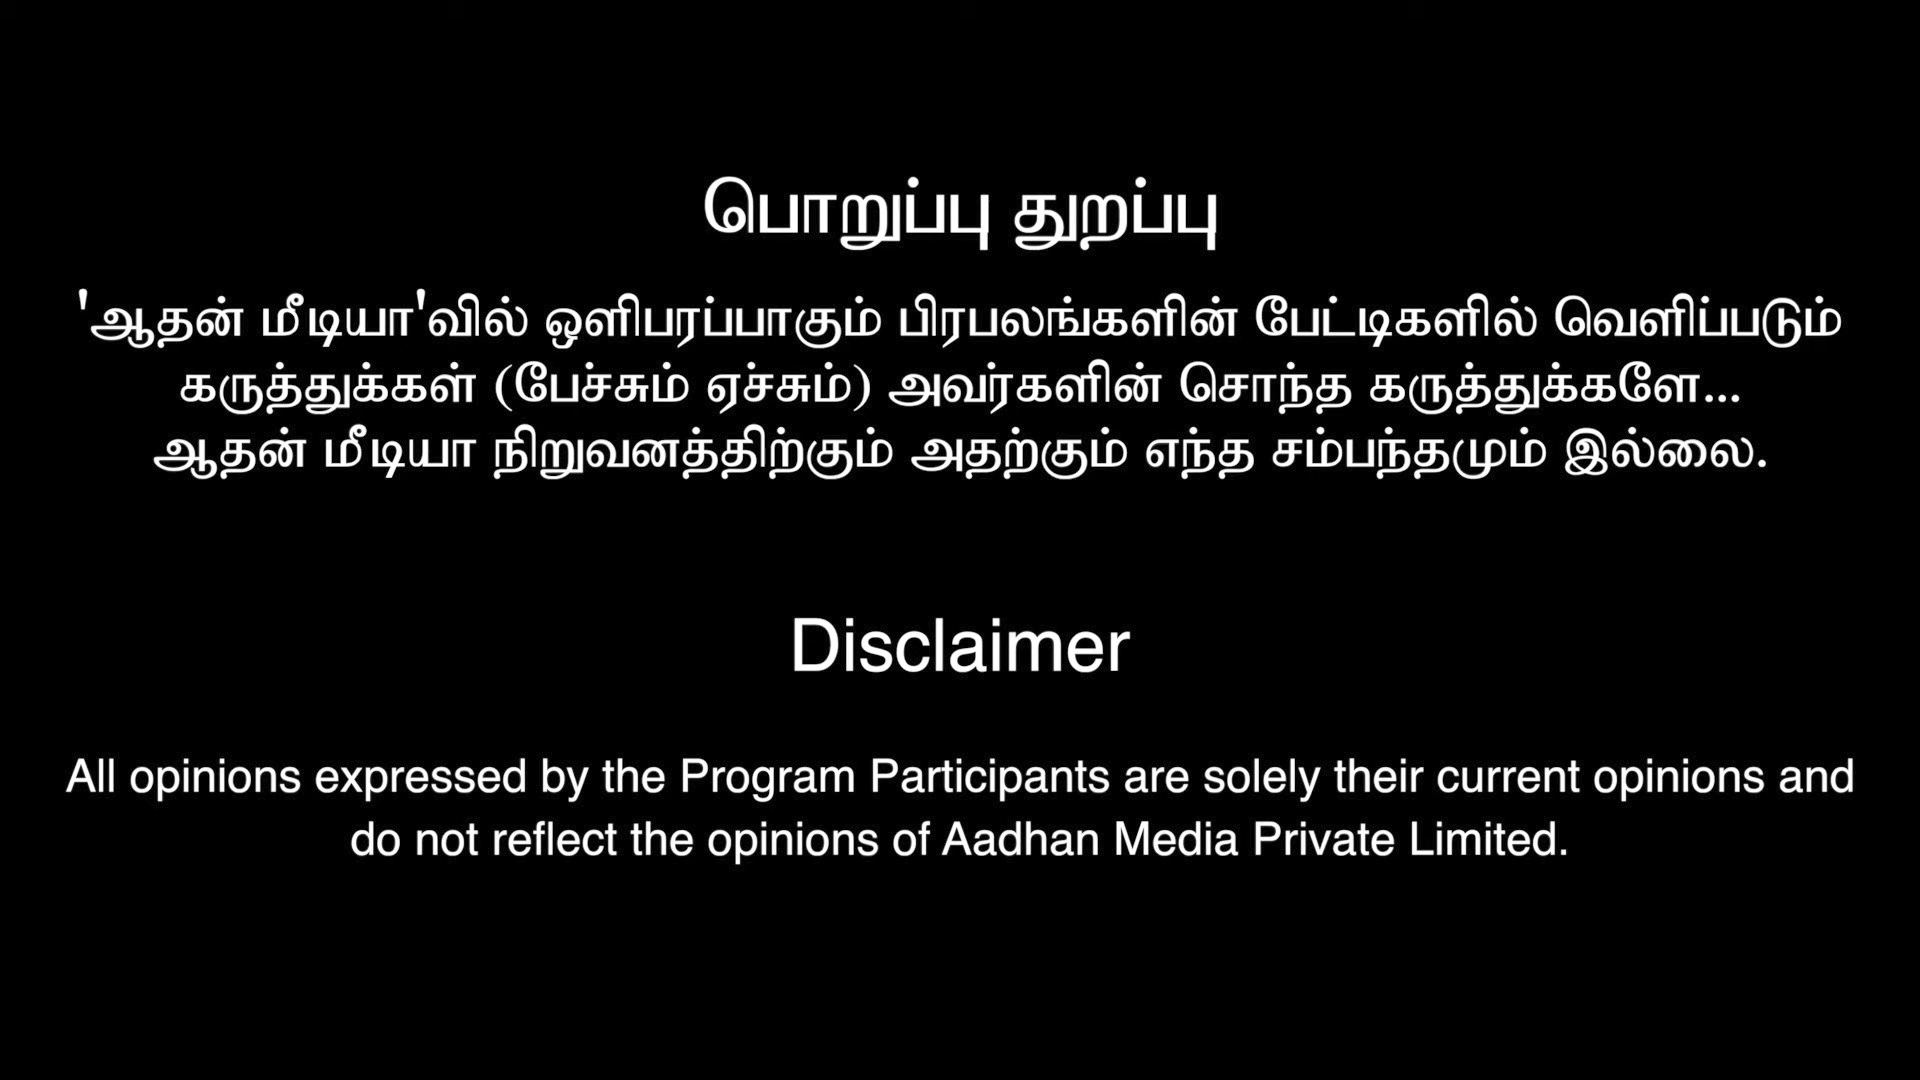 பொறுப்பு துறப்பு
'ஆதன் மீடியா'வில் ஒளிபரப்பாகும் பிரபலங்களின் பேட்டிகளில் வெளிப்படும்
கருத்துக்கள் (பேச்சும் ஏச்சும்) அவர்களின் சொந்த கருத்துக்களே...
ஆதன் மீடியா நிறுவனத்திற்கும் அதற்கும் எந்த சம்பந்தமும் இல்லை.
Disclaimer
All opinions expressed by the Program Participants are solely their current opinions and
do not reflect the opinions of Aadhan Media Private Limited.